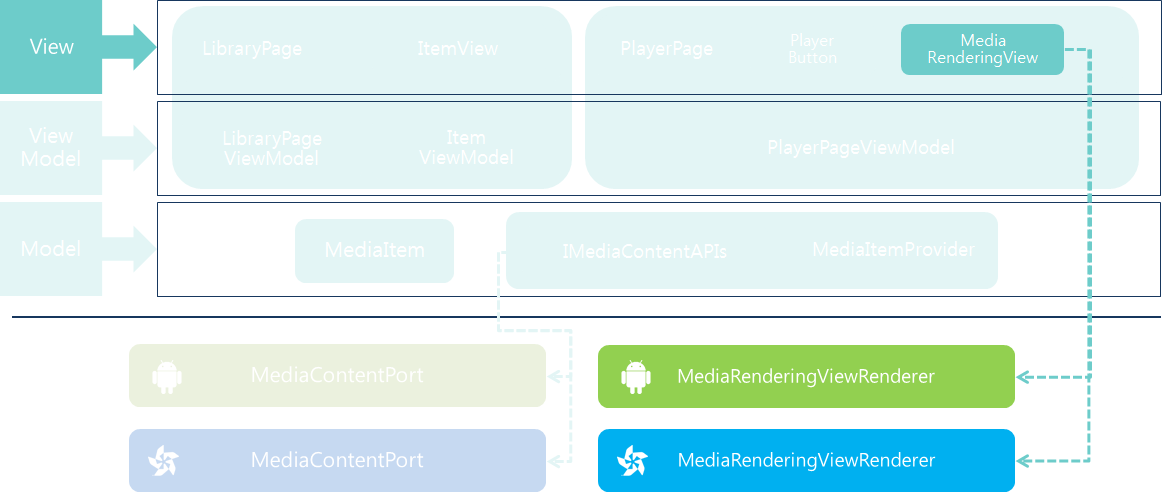 View
LibraryPage
ItemView
PlayerPage
Player
Button
Media
RenderingView
View
Model
LibraryPage
ViewModel
Item
ViewModel
PlayerPageViewModel
Model
MediaItem
IMediaContentAPIs
MediaItemProvider
MediaContentPort
MediaRenderingViewRenderer
MediaContentPort
MediaRenderingViewRenderer